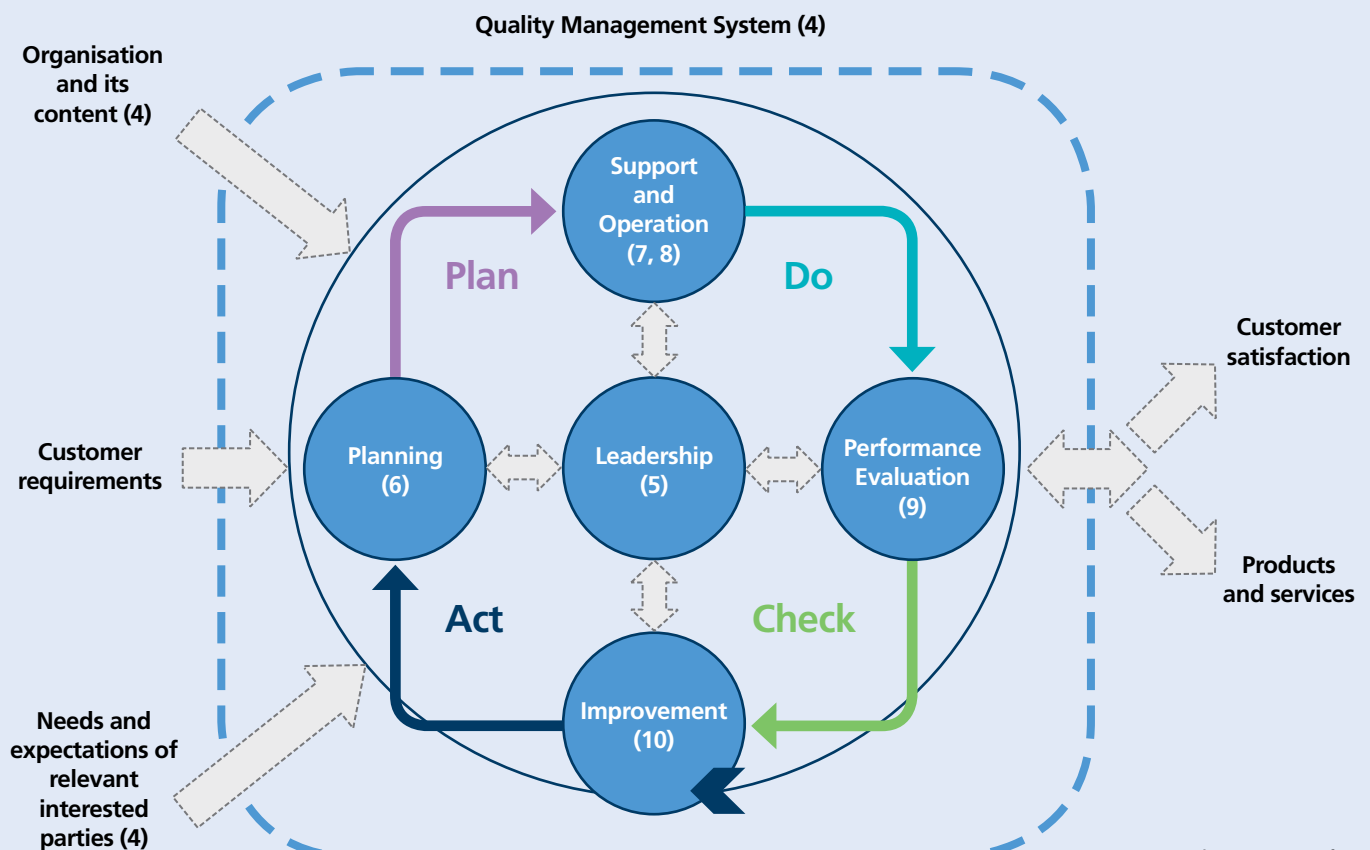 Quality Management System (4)
Organisation
and its
content (4)
Support
and
Operation
(7, 8)
Plan
Do
Customer
satisfaction
Customer
requirements
Planning
(6)
Leadership
(5)
Performance
Evaluation
(9)
Products
and services
Act
Check
Improvement
(10)
Needs and
expectations of
relevant
interested
parties (4)